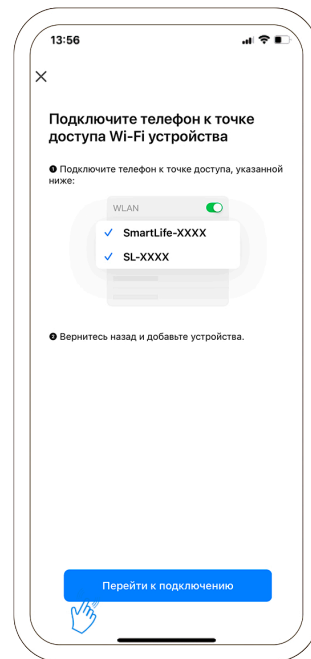 13:56
Подключите телефон к точке
доступа Wi-Fi устройства
❶ Подключите телефон к точке доступа, указанной
ниже:
WLAN
✓ SmartLife-XXXX
✓ SL-XXXX
❷ Вернитесь назад и добавьте устройства.
Перейти к подключению